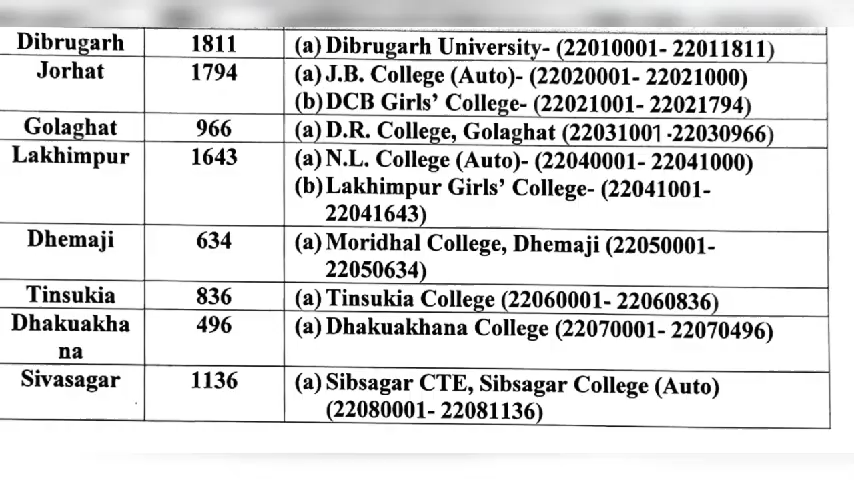 Dibrugarh 1811 (a) Dibrugarh University- (22010001- 22011811)
Jorhat 1794 (a) J.B. College (Auto)- (22020001- 22021000)
(b) DCB Girls’ College- (22021001- 22021794)
Golaghat 966 (a) D.R. College, Golaghat (22031001 -22030966)
Lakhimpur 1643 (a) N.L. College (Auto)- (22040001- 22041000)
(b) Lakhimpur Girls’ College- (22041001-
22041643)
Dhemaji 634 (a) Moridhal College, Dhemaji (22050001-
22050634)
Tinsukia 836 (a) Tinsukia College (22060001- 22060836)
Dhakuakha 496 (a) Dhakuakhana College (22070001- 22070496)
na
Sivasagar 1136 (a) Sibsagar CTE, Sibsagar College (Auto)
(22080001- 22081136)